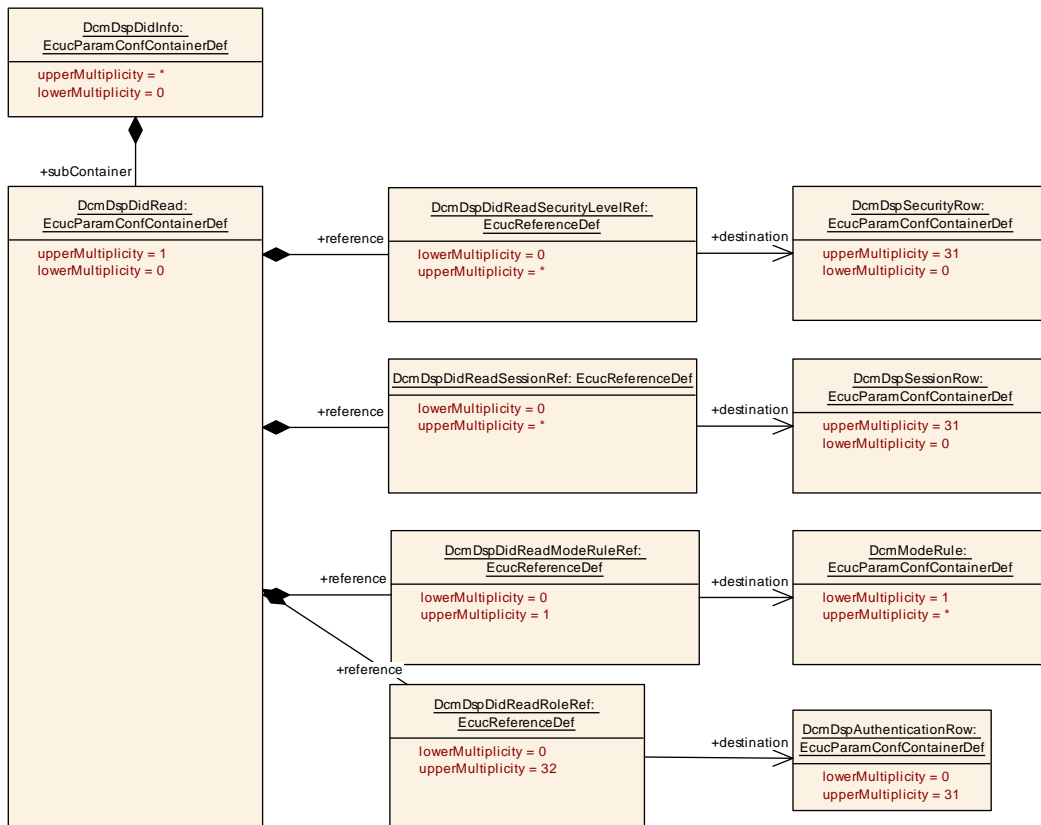 DcmDspDidInfo:
EcucParamConfContainerDef
upperMultiplicity = *
lowerMultiplicity = 0
+subContainer
DcmDspDidRead:
EcucParamConfContainerDef
upperMultiplicity = 1
lowerMultiplicity = 0
+reference
DcmDspDidReadSecurityLevelRef:
EcucReferenceDef
lowerMultiplicity = 0
upperMultiplicity = *
+destination
DcmDspSecurityRow:
EcucParamConfContainerDef
upperMultiplicity = 31
lowerMultiplicity = 0
+reference
DcmDspDidReadSessionRef: EcucReferenceDef
lowerMultiplicity = 0
upperMultiplicity = *
+destination
DcmDspSessionRow:
EcucParamConfContainerDef
upperMultiplicity = 31
lowerMultiplicity = 0
+reference
DcmDspDidReadModeRuleRef:
EcucReferenceDef
lowerMultiplicity = 0
upperMultiplicity = 1
+destination
DcmModeRule:
EcucParamConfContainerDef
lowerMultiplicity = 1
upperMultiplicity = *
+reference
DcmDspDidReadRoleRef:
EcucReferenceDef
lowerMultiplicity = 0
upperMultiplicity = 32
+destination
DcmDspAuthenticationRow:
EcucParamConfContainerDef
lowerMultiplicity = 0
upperMultiplicity = 31